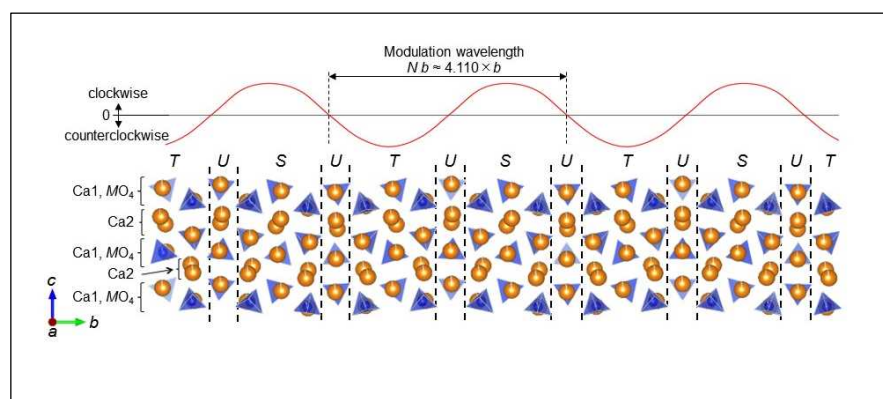 Modulation wavelength
N b ≈ 4.110 × b
clockwise
0
counterclockwise
T U S U T U S U T U S U T
Ca1, MO₄
Ca2
Ca1, MO₄
Ca2
Ca1, MO₄
c
a b